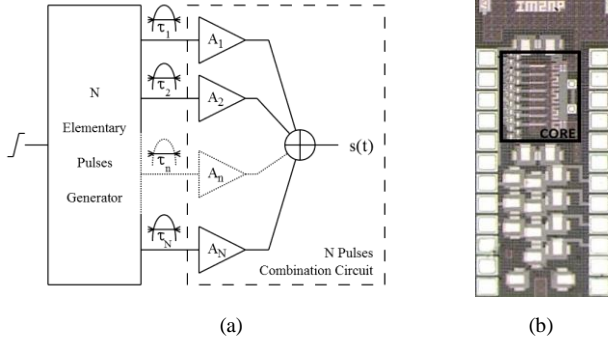 N
Elementary
Pulses
Generator
τ1
τ2
τn
τN
A1
A2
An
AN
s(t)
N Pulses
Combination Circuit
CORE
(a)
(b)